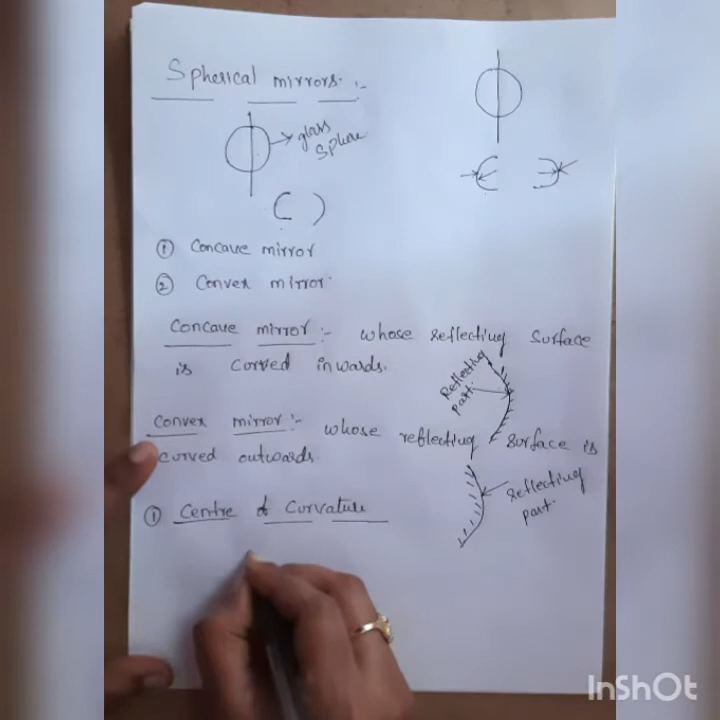 Spherical mirrors :-
glass
Sphere
① Concave mirror
② Convex mirror.
Concave mirror :- whose reflecting surface
is curved inwards.
Reflecting
part.
Convex mirror :- whose reflecting surface is
curved outwards.
reflecting
part.
① Centre of Curvature
InShOt